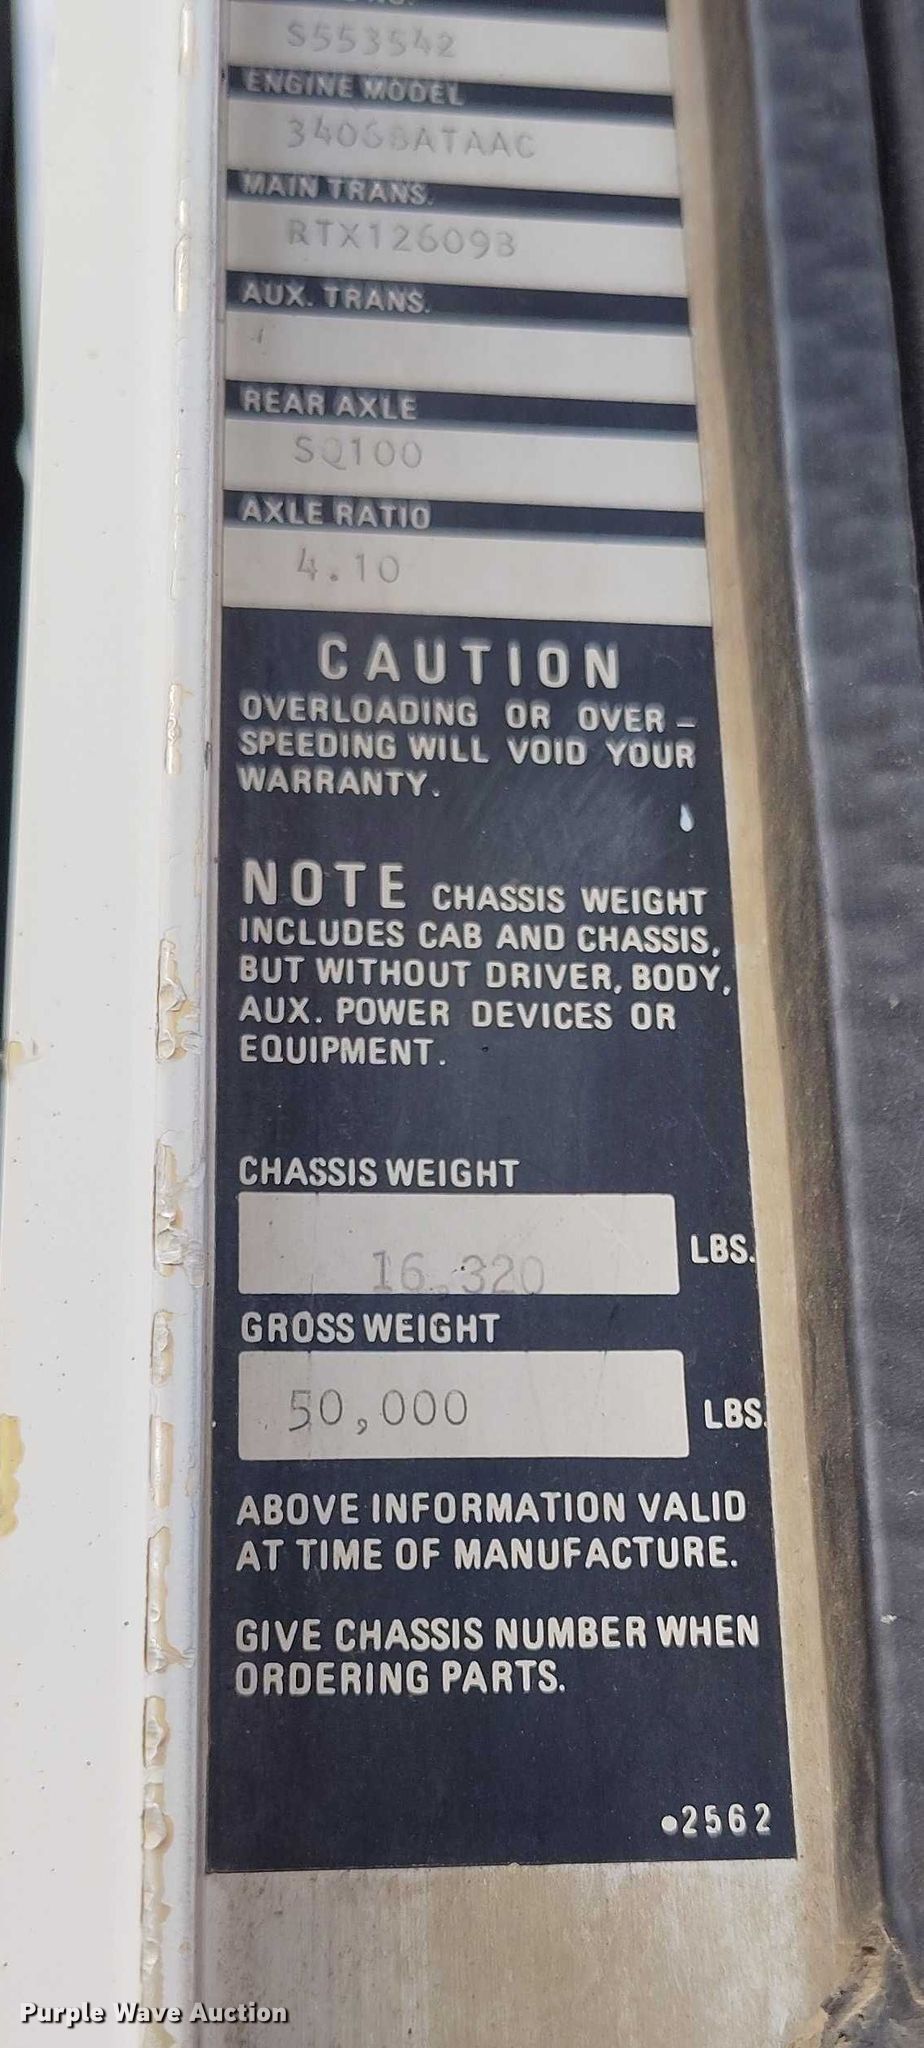 S553542
ENGINE MODEL
3406BATAAC
MAIN TRANS.
RTX12609B
AUX. TRANS.
REAR AXLE
SQ100
AXLE RATIO
4.10
CAUTION
OVERLOADING OR OVER –
SPEEDING WILL VOID YOUR
WARRANTY.
NOTE CHASSIS WEIGHT
INCLUDES CAB AND CHASSIS,
BUT WITHOUT DRIVER, BODY,
AUX. POWER DEVICES OR
EQUIPMENT.
CHASSIS WEIGHT
16,320 LBS.
GROSS WEIGHT
50,000 LBS.
ABOVE INFORMATION VALID
AT TIME OF MANUFACTURE.
GIVE CHASSIS NUMBER WHEN
ORDERING PARTS.
●2562
Purple Wave Auction